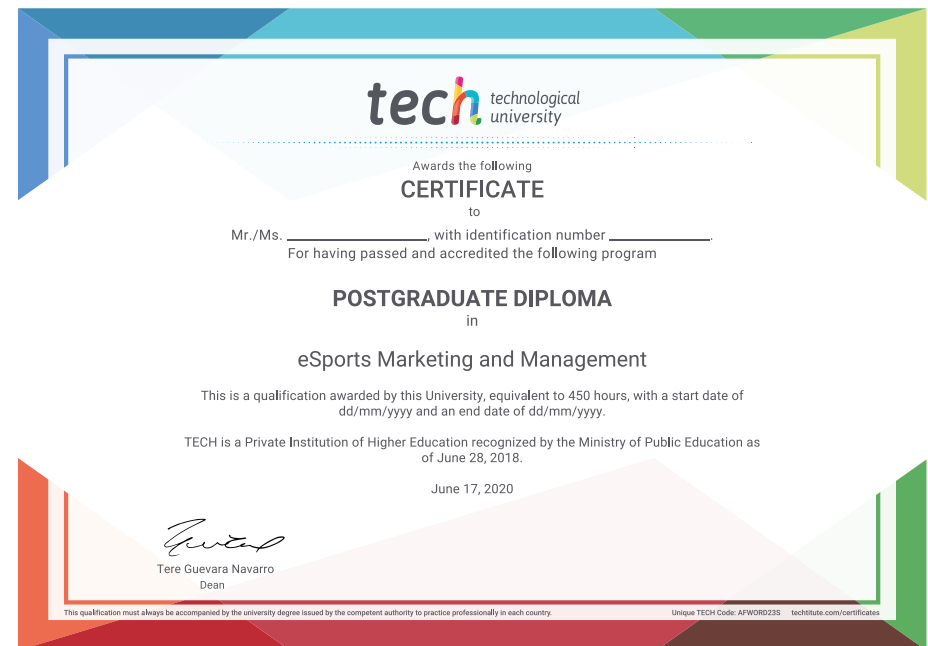 tech technological
university
Awards the following
CERTIFICATE
to
Mr./Ms. ____________, with identification number ____________.
For having passed and accredited the following program
POSTGRADUATE DIPLOMA
in
eSports Marketing and Management
This is a qualification awarded by this University, equivalent to 450 hours, with a start date of
dd/mm/yyyy and an end date of dd/mm/yyyy.
TECH is a Private Institution of Higher Education recognized by the Ministry of Public Education as
of June 28, 2018.
June 17, 2020
Tere Guevara Navarro
Dean
This qualification must always be accompanied by the university degree issued by the competent authority to practice professionally in each country. Unique TECH Code: AFWORD23S techtitute.com/certificates